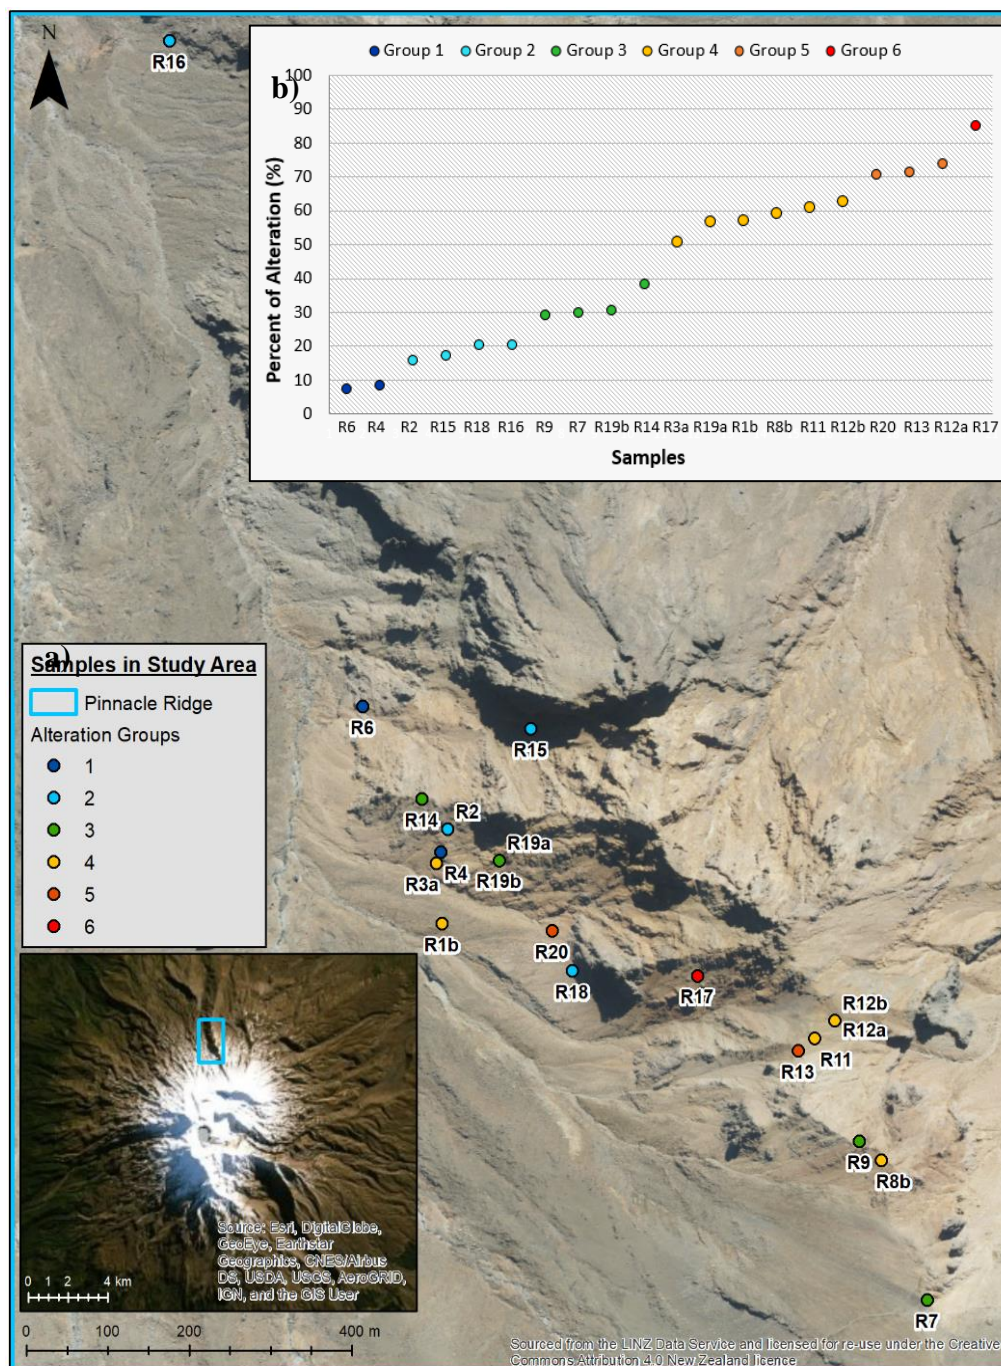 N
R16
b)
Group 1 Group 2 Group 3 Group 4 Group 5 Group 6
100
90
80
70
60
50
40
30
20
10
0
Percent of Alteration (%)
R6 R4 R2 R15 R18 R16 R9 R7 R19b R14 R3a R19a R1b R8b R11 R12b R20 R13 R12a R17
Samples
a)
Samples in Study Area
Pinnacle Ridge
Alteration Groups
1
2
3
4
5
6
R6
R15
R14
R2
R19a
R3a
R4
R19b
R1b
R20
R18
R17
R12b
R12a
R11
R13
R9
R8b
R7
Source: Esri, DigitalGlobe,
GeoEye, Earthstar
Geographics, CNES/Airbus
DS, USDA, USGS, AeroGRID,
IGN, and the GIS User
0 1 2 4 km
0 200 400 m
Sourced from the LINZ Data Service and licensed for re-use under the Creative
Commons Attribution 4.0 New Zealand licence